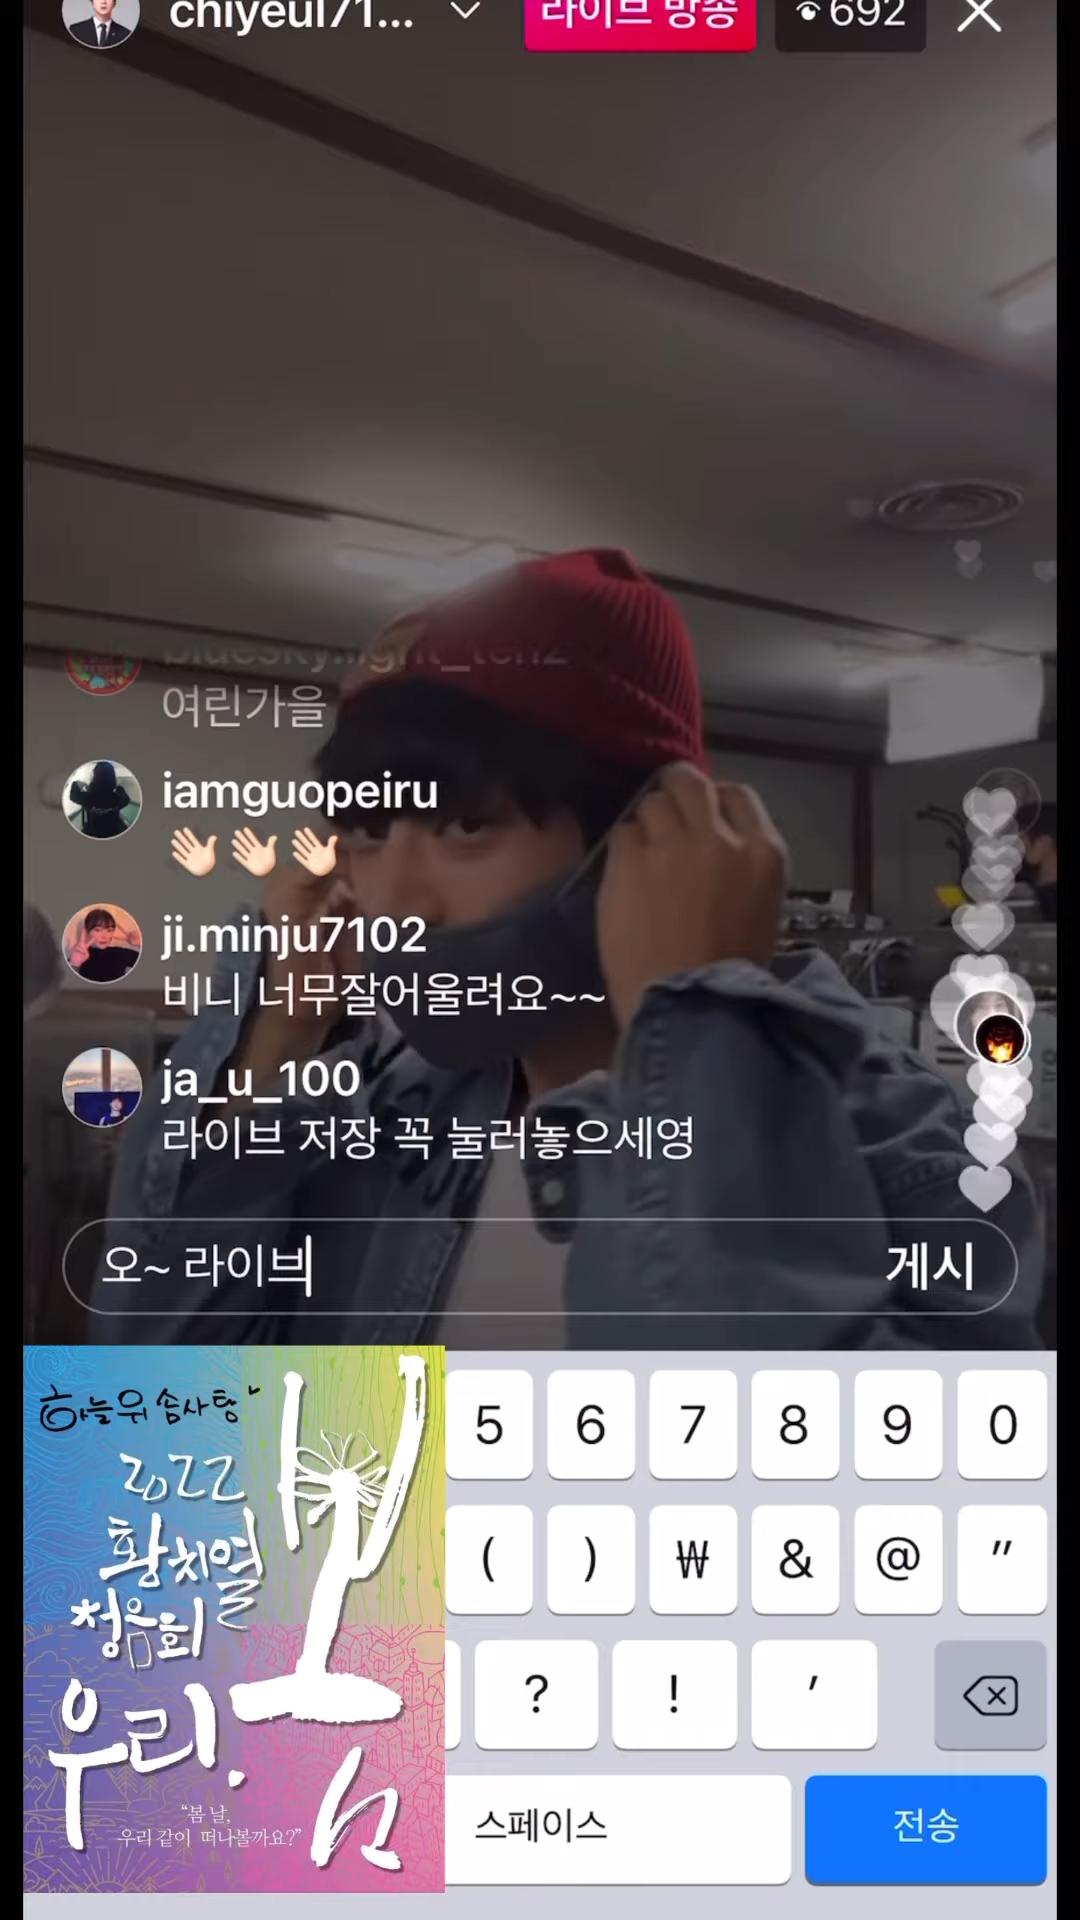 chiyeul71...
라이브 방송
692
여린가을
iamguopeiru
👋🏻👋🏻👋🏻
ji.minju7102
비니 너무잘어울려요~~
ja_u_100
라이브 저장 꼭 눌러놓으세영
오~ 라이브
게시
하늘위 솜사탕
2022
황치열
청음회
우리,
봄
“봄 날,
우리 같이 떠나볼까요?”
5 6 7 8 9 0
( ) ₩ & @ "
? ! '
스페이스
전송